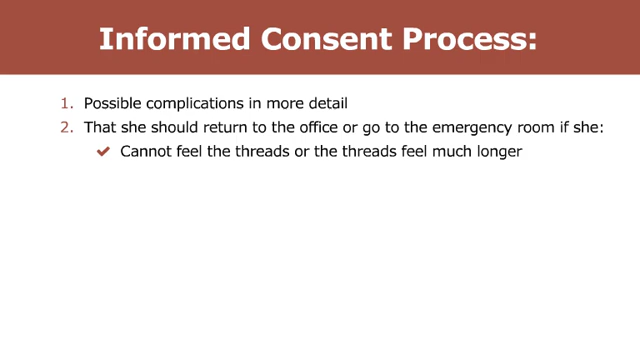 Informed Consent Process:
1. Possible complications in more detail
2. That she should return to the office or go to the emergency room if she:
✔ Cannot feel the threads or the threads feel much longer